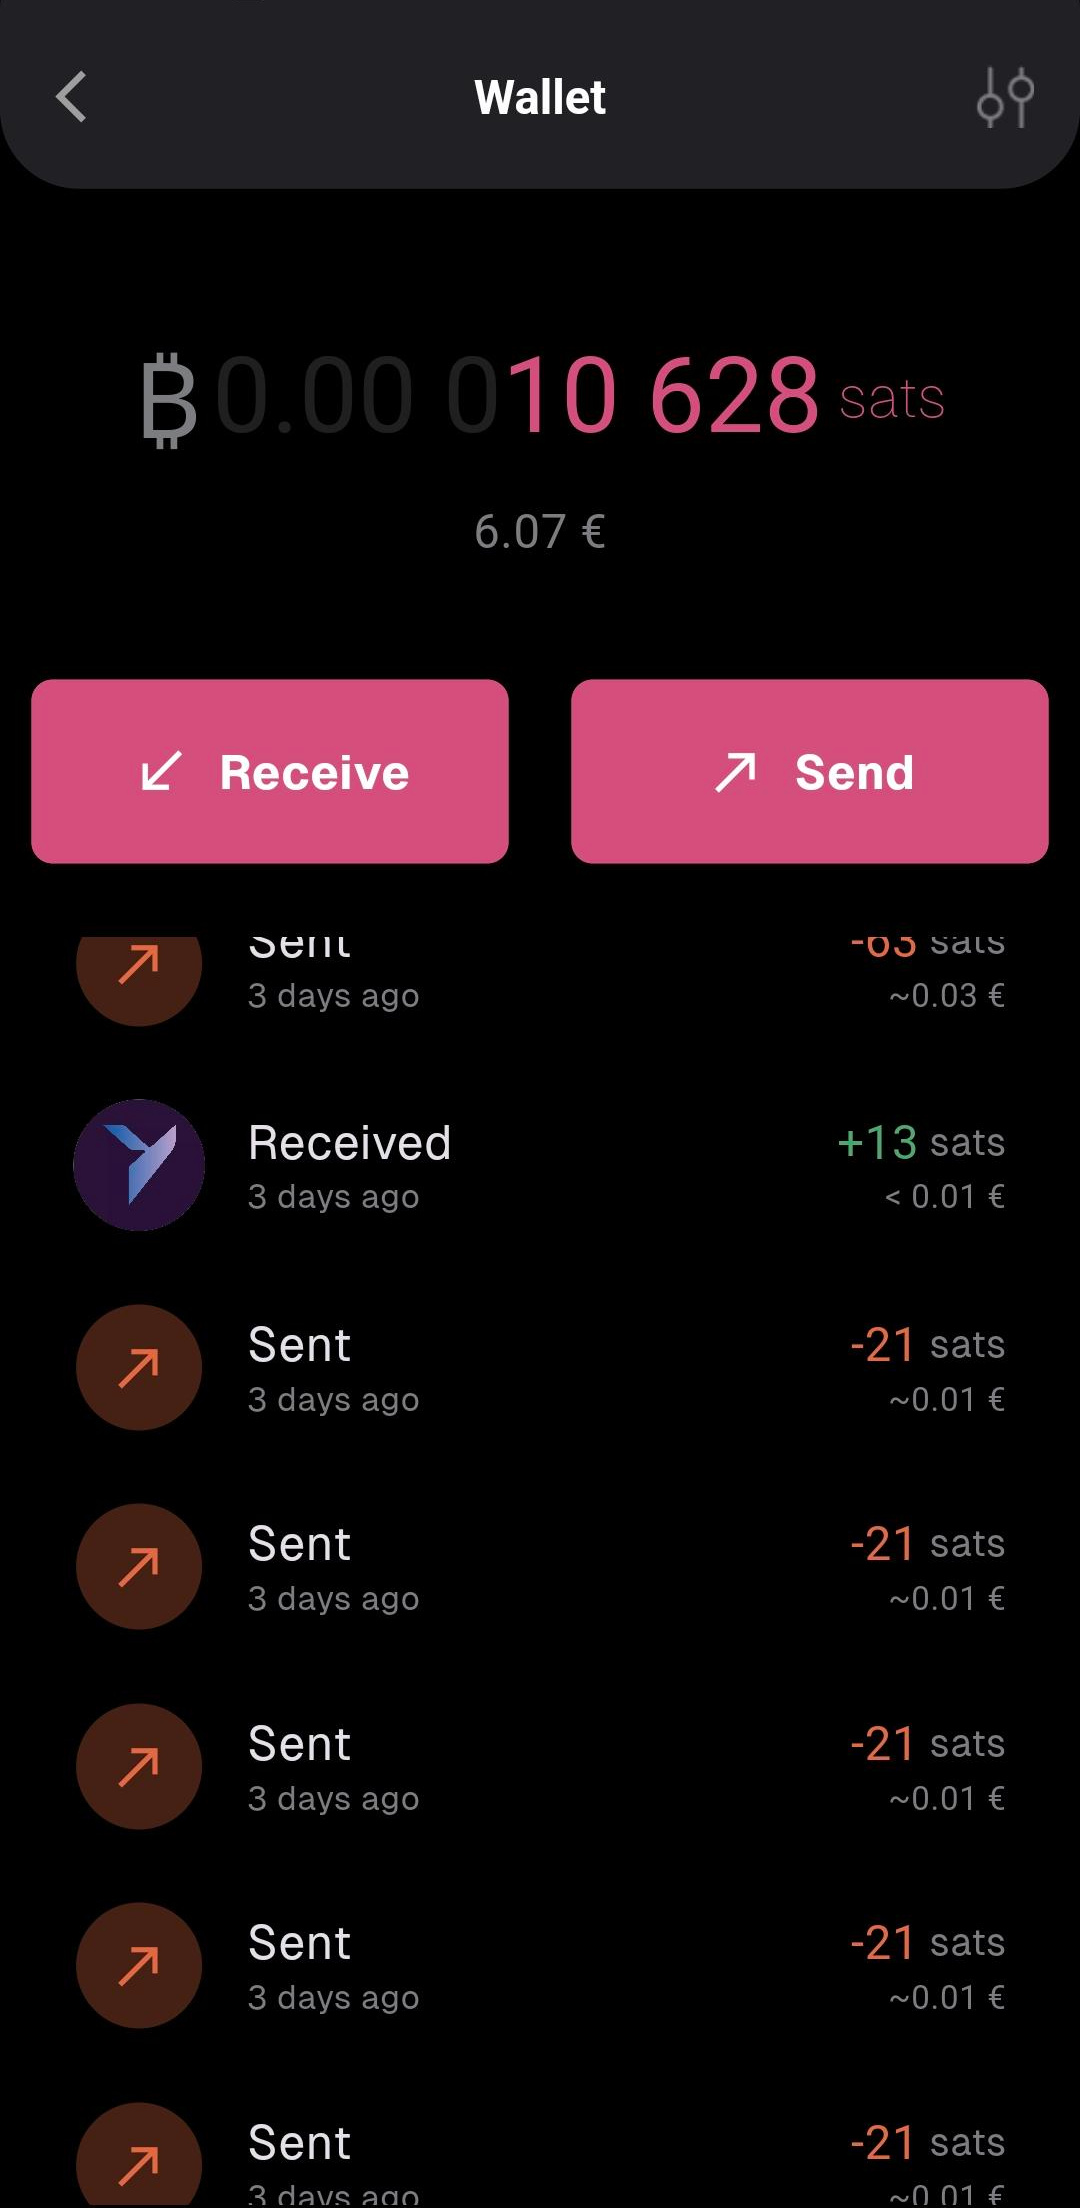 Wallet
₿0.00 010 628 sats
6.07 €
Receive Send
Sent -63 sats
3 days ago ~0.03 €
Received +13 sats
3 days ago < 0.01 €
Sent -21 sats
3 days ago ~0.01 €
Sent -21 sats
3 days ago ~0.01 €
Sent -21 sats
3 days ago ~0.01 €
Sent -21 sats
3 days ago ~0.01 €
Sent -21 sats
3 days ago ~0.01 €